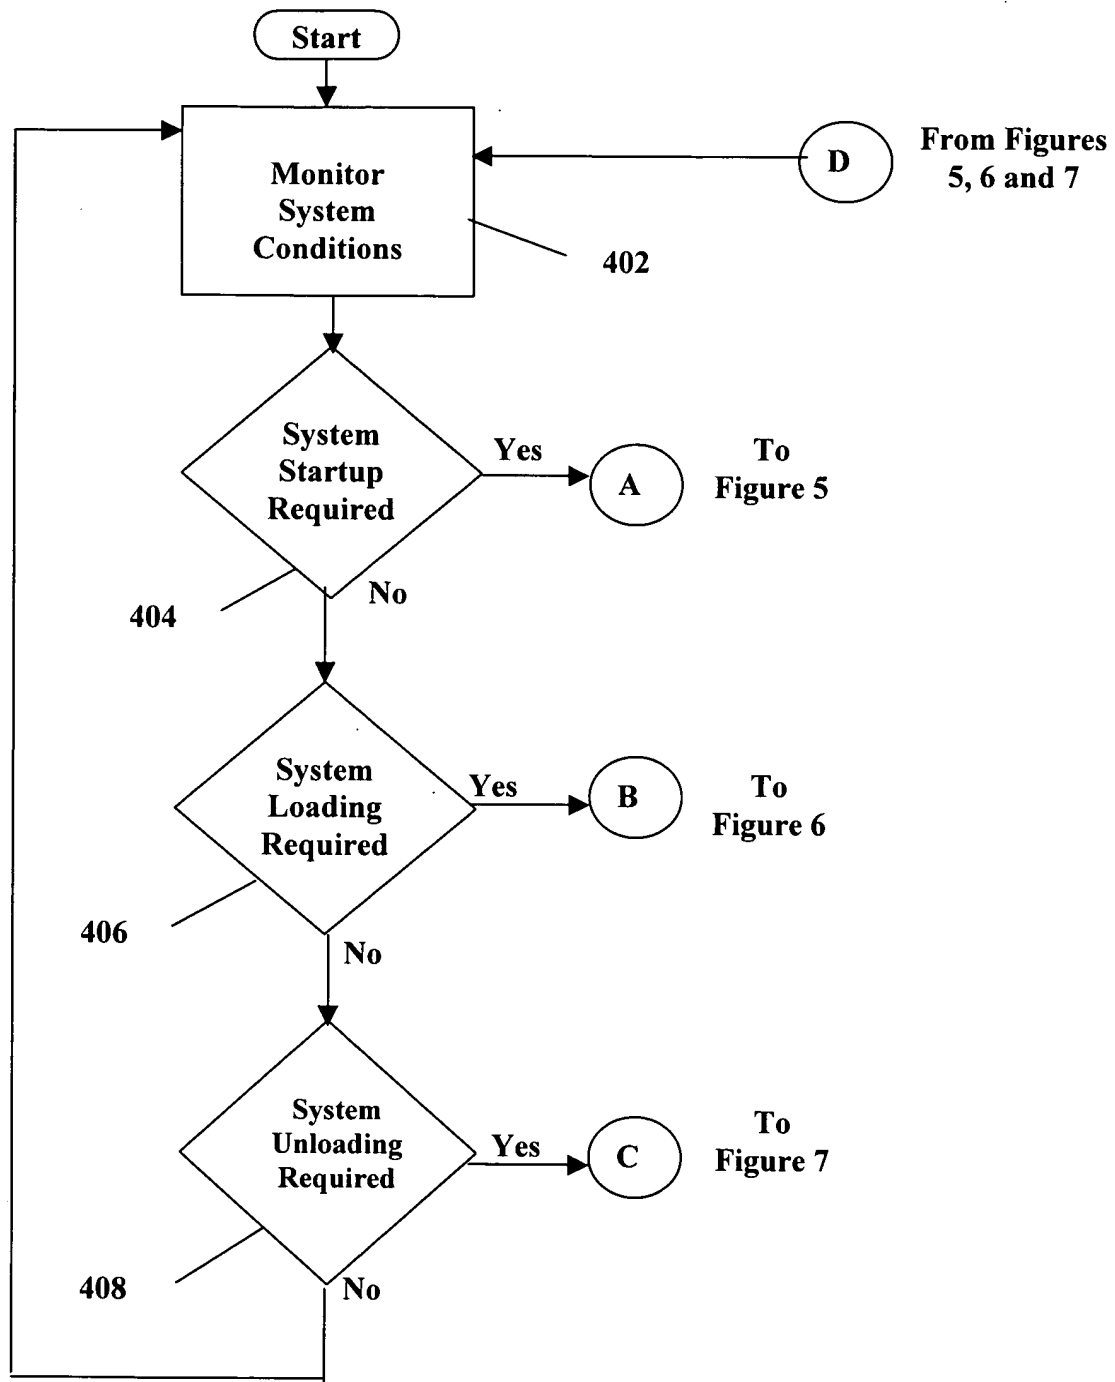 Start
Monitor
System
Conditions
D
From Figures
5, 6 and 7
402
System
Startup
Required
Yes
A
To
Figure 5
404
No
System
Loading
Required
Yes
B
To
Figure 6
406
No
System
Unloading
Required
Yes
C
To
Figure 7
408
No